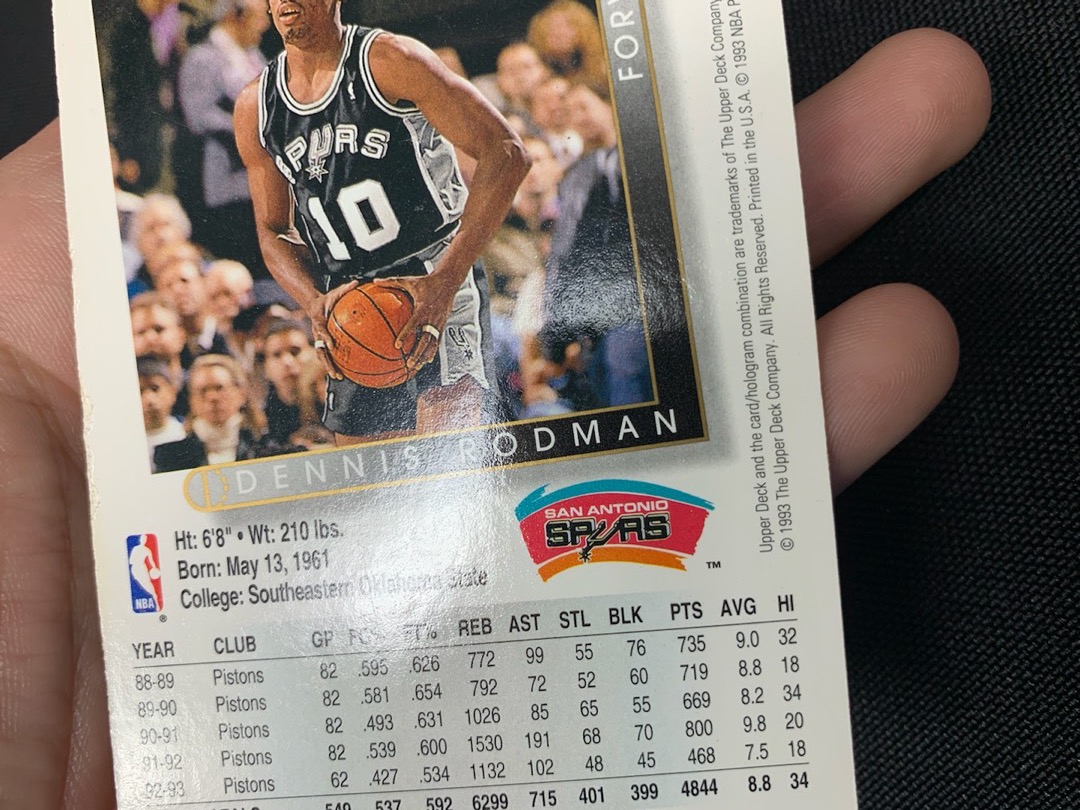 FOR
SPURS
10
DENNIS RODMAN
Upper Deck and the card/hologram combination are trademarks of The Upper Deck Company
© 1993 The Upper Deck Company. All Rights Reserved. Printed in the U.S.A. © 1993 NBA P
SAN ANTONIO
SPURS
TM
NBA
®
Ht: 6'8" • Wt: 210 lbs.
Born: May 13, 1961
College: Southeastern Oklahoma State
YEAR CLUB GP FG% FT% REB AST STL BLK PTS AVG HI
88-89 Pistons 82 .595 .626 772 99 55 76 735 9.0 32
89-90 Pistons 82 .581 .654 792 72 52 60 719 8.8 18
90-91 Pistons 82 .493 .631 1026 85 65 55 669 8.2 34
91-92 Pistons 82 .539 .600 1530 191 68 70 800 9.8 20
92-93 Pistons 62 .427 .534 1132 102 48 45 468 7.5 18
549 .537 .592 6299 715 401 399 4844 8.8 34